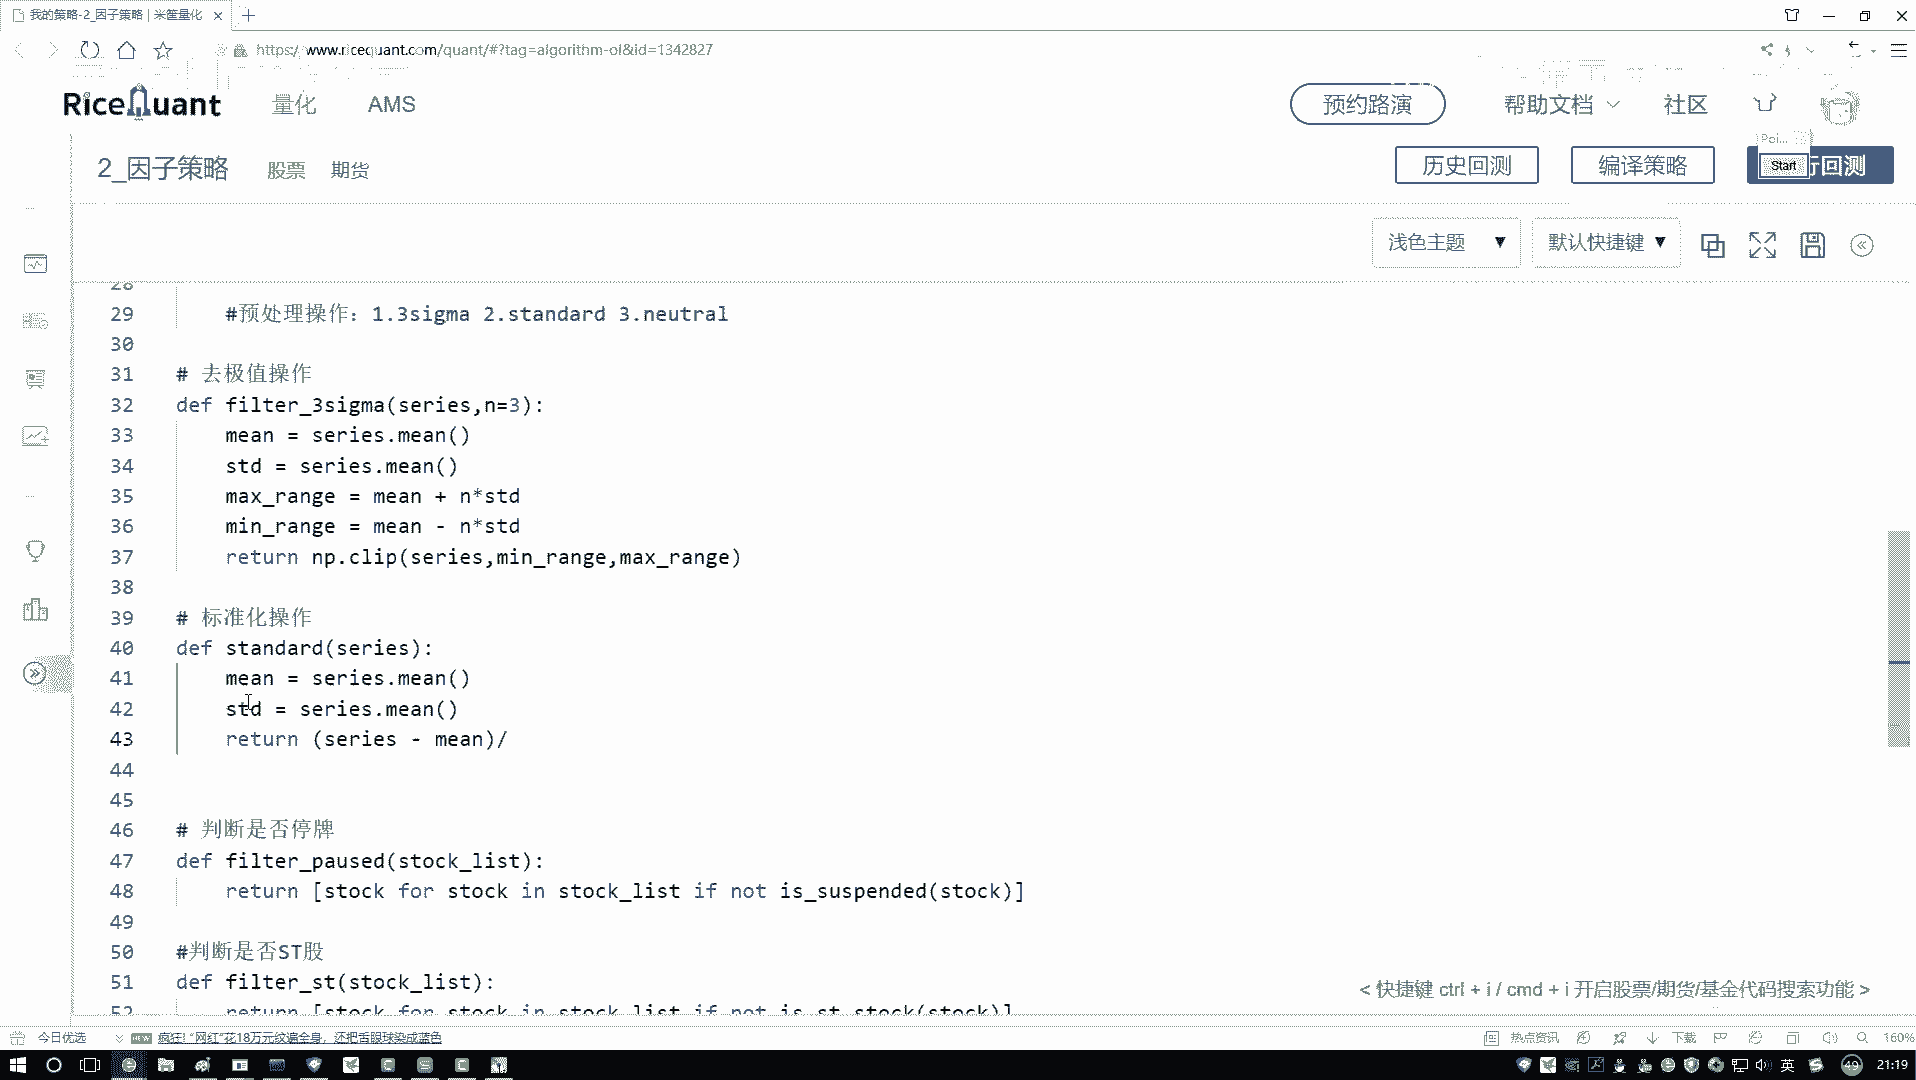 我的策略-2_因子策略 | 米筐量化
www.ricequant.com/quant/#?tag=algorithm-ol&id=1342827
RiceQuant 量化 AMS 预约路演 帮助文档 社区
2_因子策略 股票 期货 历史回测 编译策略 行回测
Start
浅色主题 ▼ 默认快捷键 ▼
28
29 #预处理操作：1.3sigma 2.standard 3.neutral
30
31 # 去极值操作
32 def filter_3sigma(series,n=3):
33 mean = series.mean()
34 std = series.mean()
35 max_range = mean + n*std
36 min_range = mean - n*std
37 return np.clip(series,min_range,max_range)
38
39 # 标准化操作
40 def standard(series):
41 mean = series.mean()
42 std = series.mean()
43 return (series - mean)/
44
45
46 # 判断是否停牌
47 def filter_paused(stock_list):
48 return [stock for stock in stock_list if not is_suspended(stock)]
49
50 #判断是否ST股
51 def filter_st(stock_list):
52 return [stock for stock in stock_list if not is_st_stock(stock)]
< 快捷键 ctrl + i / cmd + i 开启股票/期货/基金代码搜索功能 >
今日优选 NEW 疯狂! "网红"花18万元纹遍全身，还把舌眼球染成蓝色 热点资讯 下载 160%
英 49 21:19